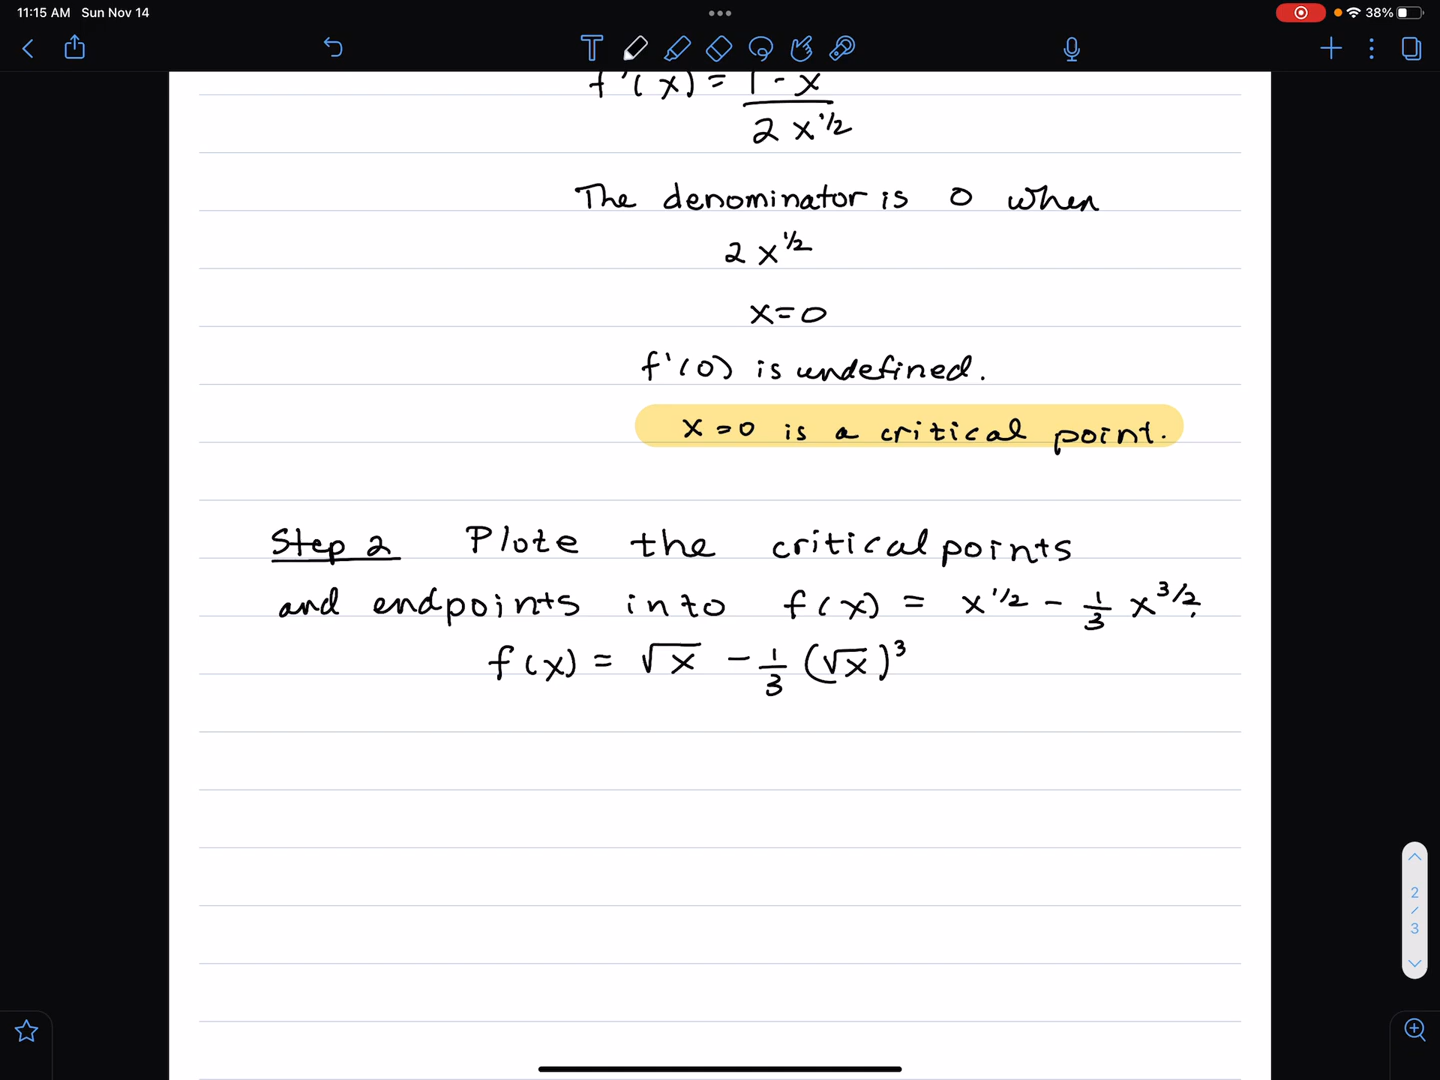 11:15 AM Sun Nov 14
38%
f'(x) = 1 - x / 2 x^1/2
The denominator is 0 when
2 x^1/2
x = 0
f'(0) is undefined.
x = 0 is a critical point.
Step 2 Plote the critical points
and endpoints into f(x) = x^1/2 - 1/3 x^3/2.
f(x) = √x - 1/3 (√x)^3
2
/
3